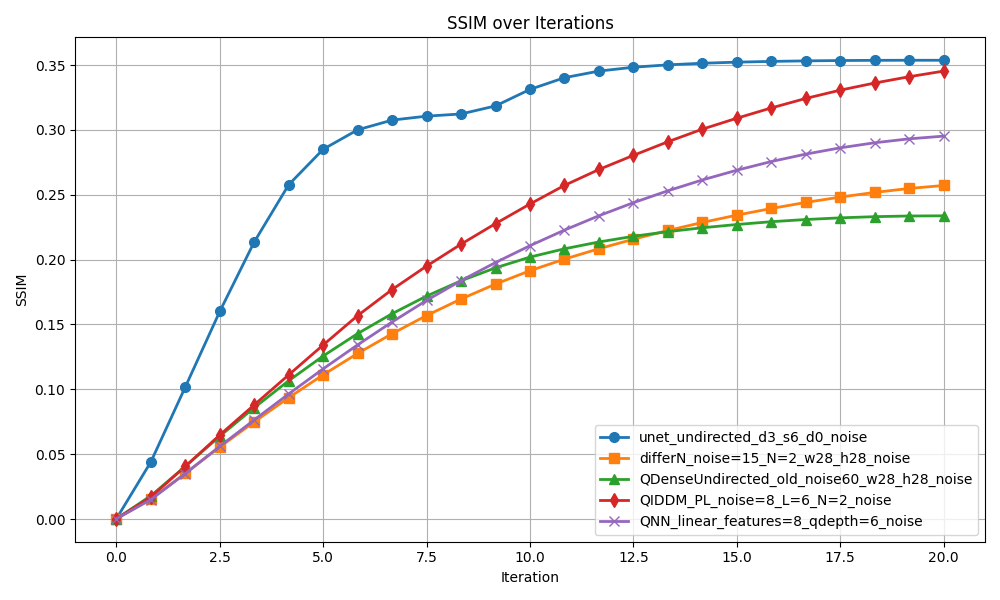 SSIM over Iterations
SSIM
0.35
0.30
0.25
0.20
0.15
0.10
0.05
0.00
unet_undirected_d3_s6_d0_noise
differN_noise=15_N=2_w28_h28_noise
QDenseUndirected_old_noise60_w28_h28_noise
QIDDM_PL_noise=8_L=6_N=2_noise
QNN_linear_features=8_qdepth=6_noise
0.0 2.5 5.0 7.5 10.0 12.5 15.0 17.5 20.0
Iteration